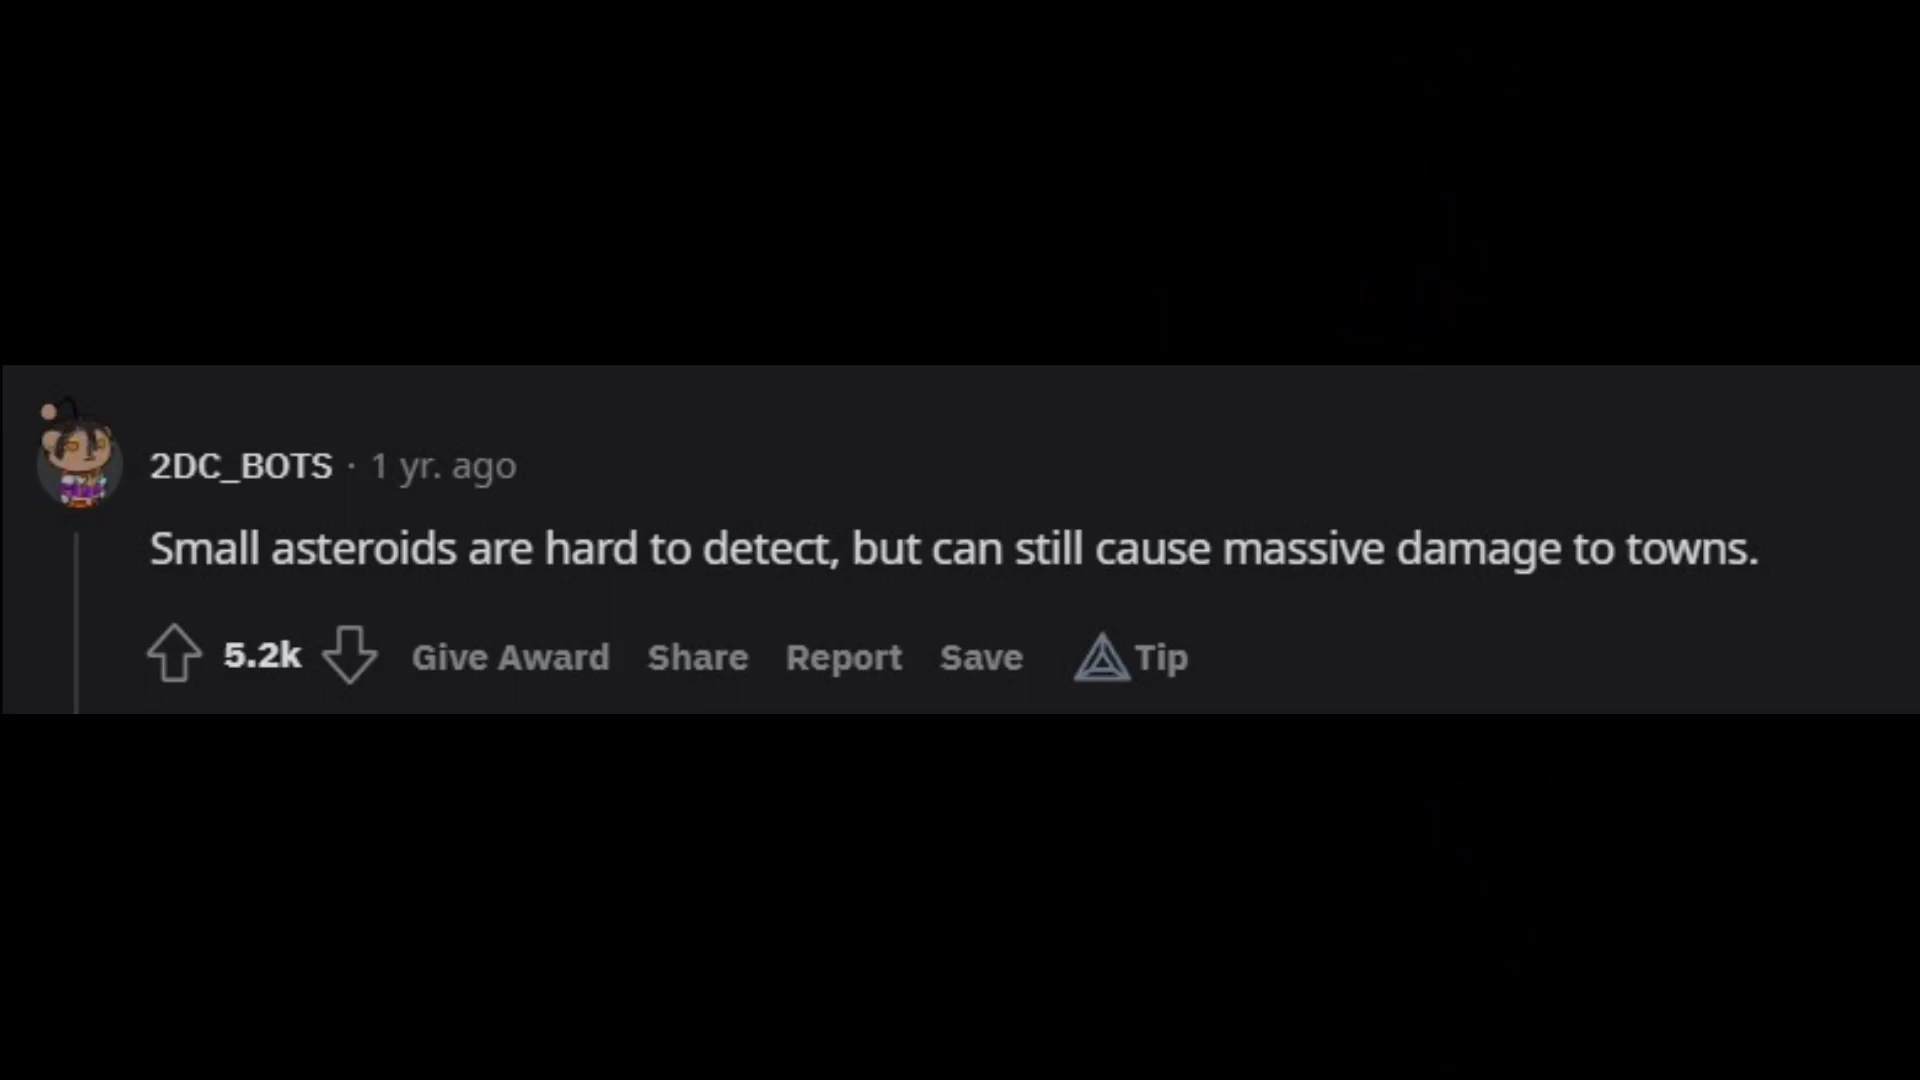 2DC_BOTS · 1 yr. ago
Small asteroids are hard to detect, but can still cause massive damage to towns.
5.2k Give Award Share Report Save Tip